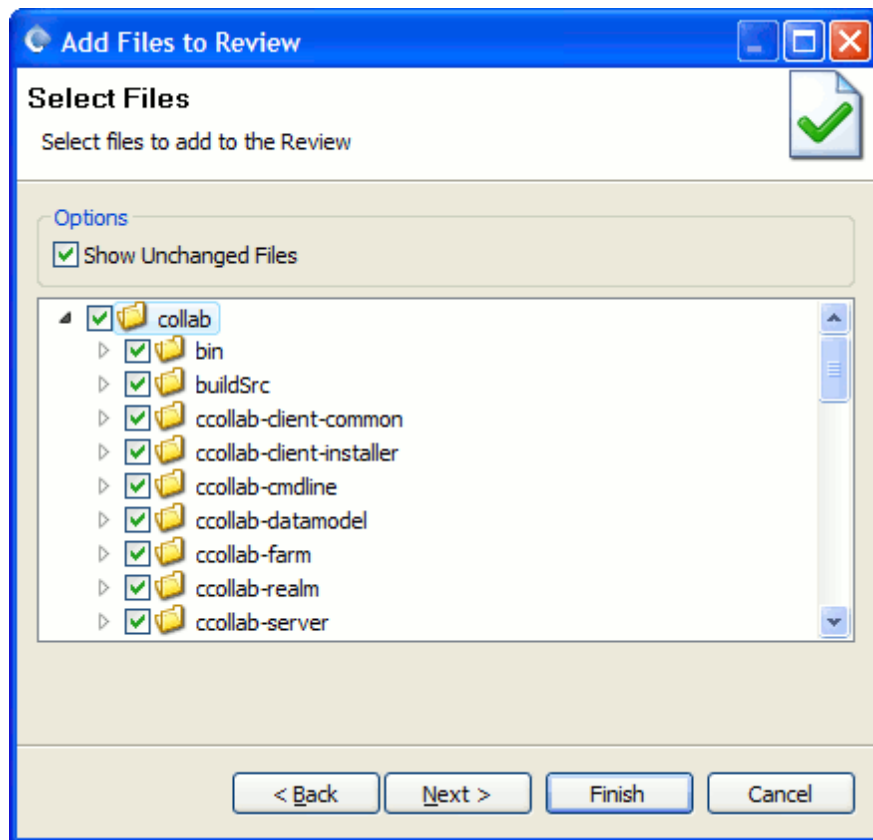 Add Files to Review
Select Files
Select files to add to the Review
Options
Show Unchanged Files
collab
bin
buildSrc
ccollab-client-common
ccollab-client-installer
ccollab-cmdline
ccollab-datamodel
ccollab-farm
ccollab-realm
ccollab-server
< Back Next > Finish Cancel